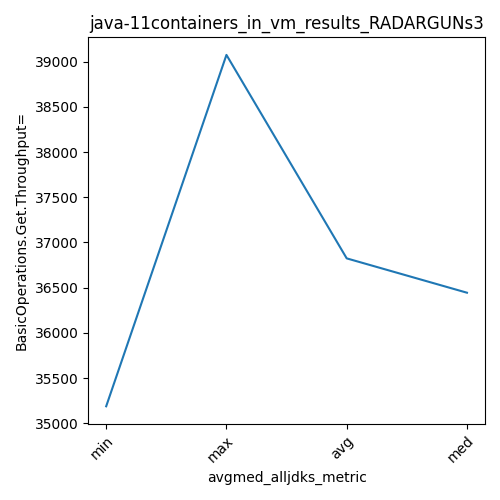 java-11containers_in_vm_results_RADARGUNs3
BasicOperations.Get.Throughput=
39000
38500
38000
37500
37000
36500
36000
35500
35000
min
max
avg
med
avgmed_alljdks_metric